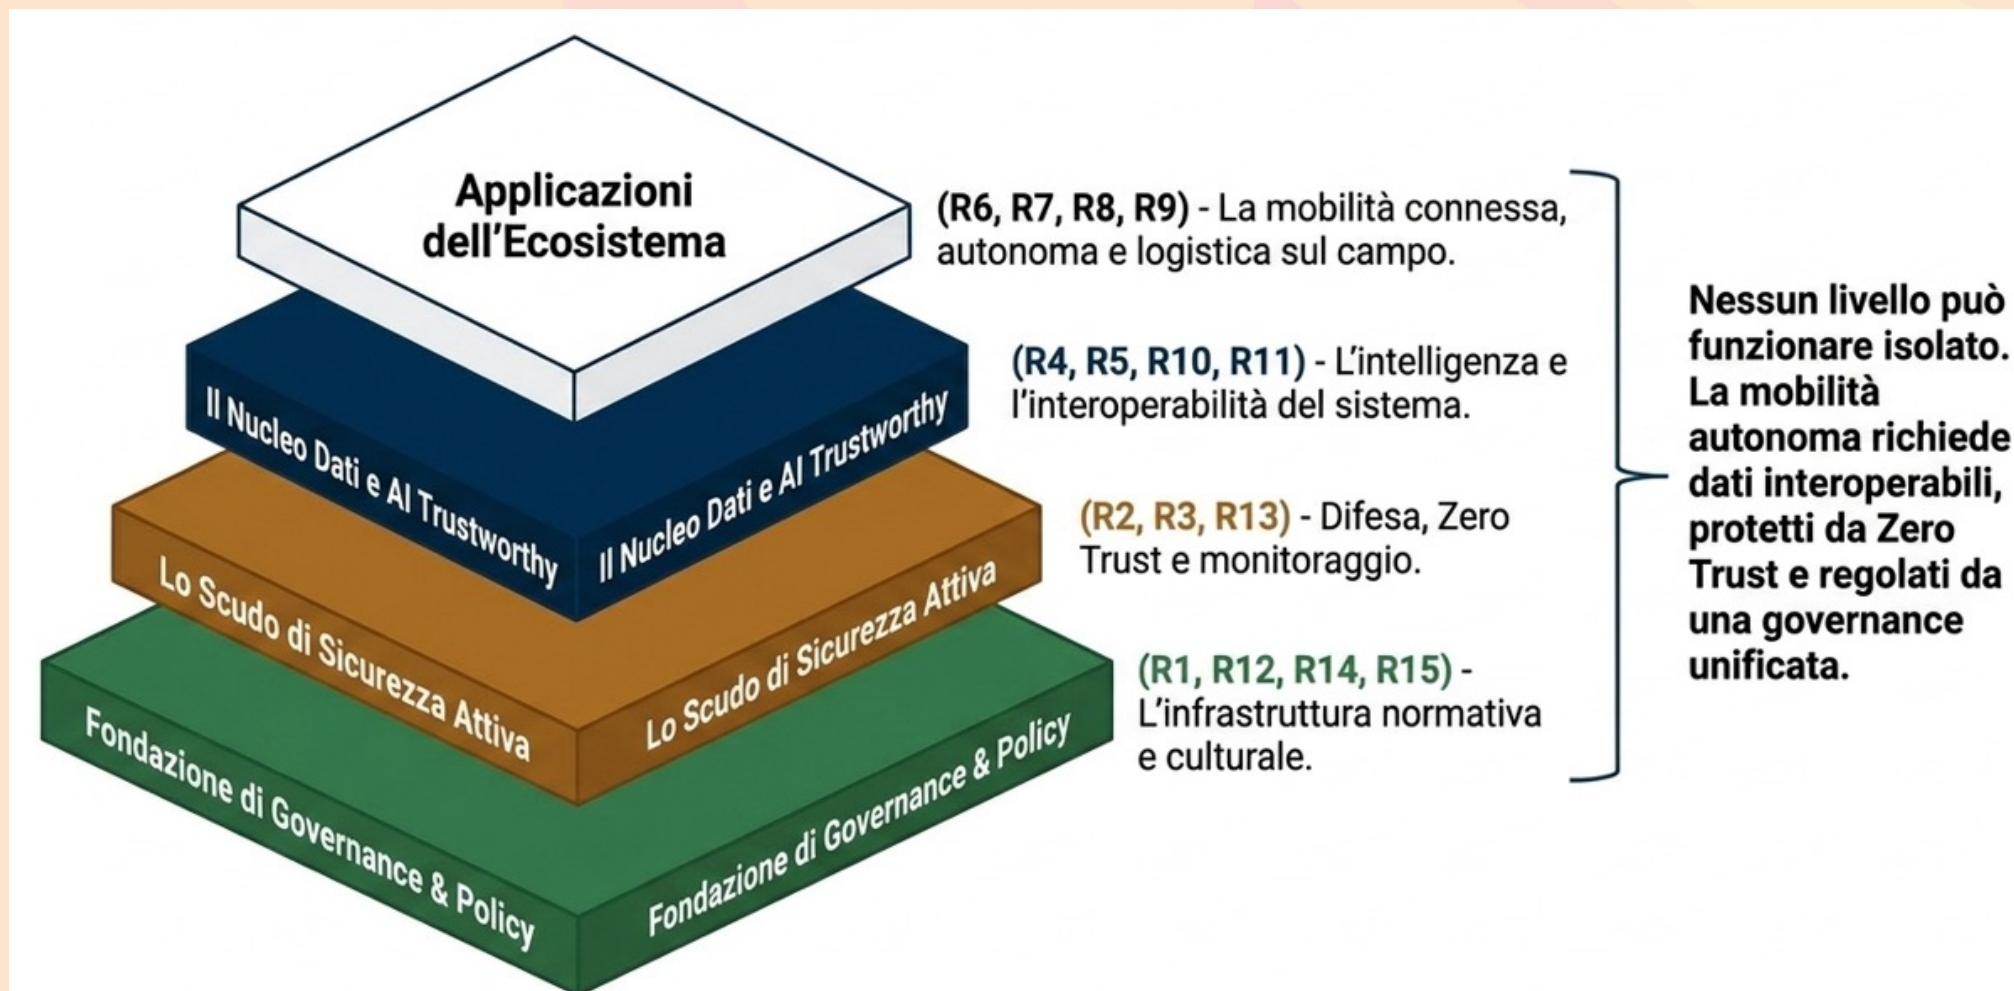 Applicazioni
dell'Ecosistema
(R6, R7, R8, R9) - La mobilità connessa,
autonoma e logistica sul campo.
Il Nucleo Dati e AI Trustworthy
Il Nucleo Dati e AI Trustworthy
(R4, R5, R10, R11) - L'intelligenza e
l'interoperabilità del sistema.
Lo Scudo di Sicurezza Attiva
Lo Scudo di Sicurezza Attiva
(R2, R3, R13) - Difesa, Zero
Trust e monitoraggio.
Fondazione di Governance & Policy
Fondazione di Governance & Policy
(R1, R12, R14, R15) -
L'infrastruttura normativa
e culturale.
Nessun livello può
funzionare isolato.
La mobilità
autonoma richiede
dati interoperabili,
protetti da Zero
Trust e regolati da
una governance
unificata.